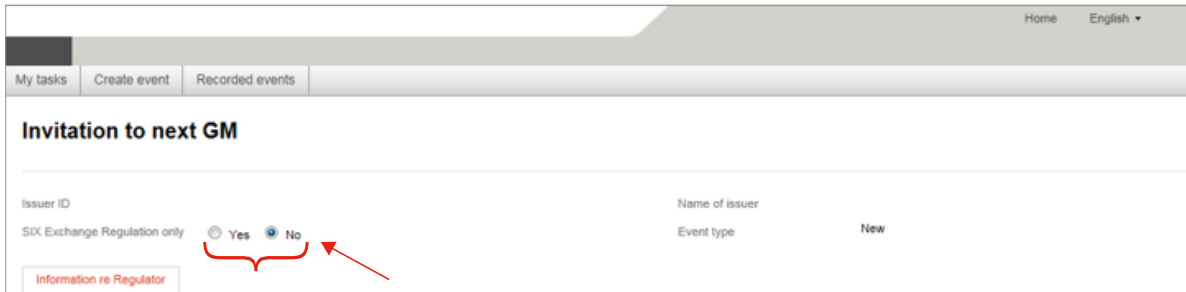 Home English
My tasks Create event Recorded events
Invitation to next GM
Issuer ID Name of issuer
SIX Exchange Regulation only Yes No Event type New
Information re Regulator